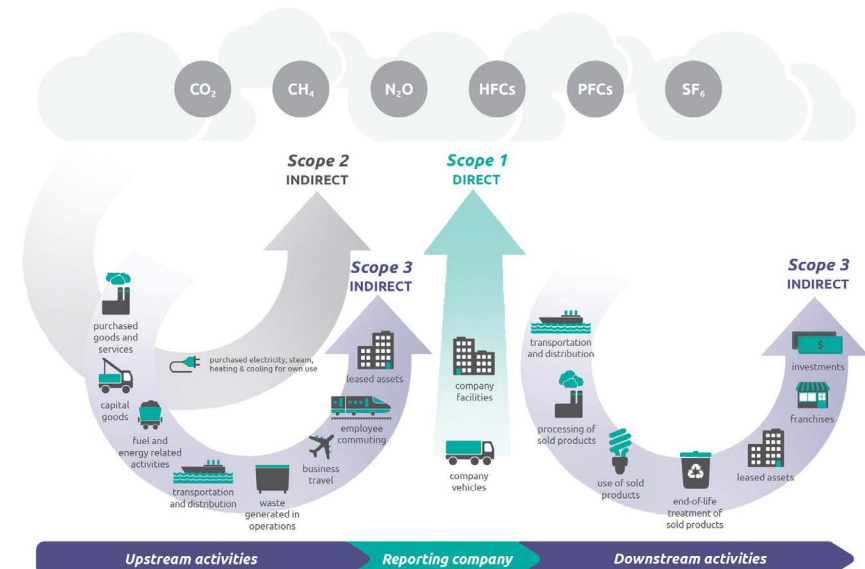 CO₂
CH₄
N₂O
HFCs
PFCs
SF₆
Scope 2
INDIRECT
Scope 1
DIRECT
Scope 3
INDIRECT
Scope 3
INDIRECT
purchased
goods and
services
capital
goods
fuel and
energy related
activities
transportation
and distribution
waste
generated in
operations
business
travel
employee
commuting
leased assets
purchased electricity, steam,
heating & cooling for own use
company
facilities
company
vehicles
transportation
and distribution
processing of
sold products
use of sold
products
end-of-life
treatment of
sold products
leased assets
franchises
investments
$
Upstream activities
Reporting company
Downstream activities